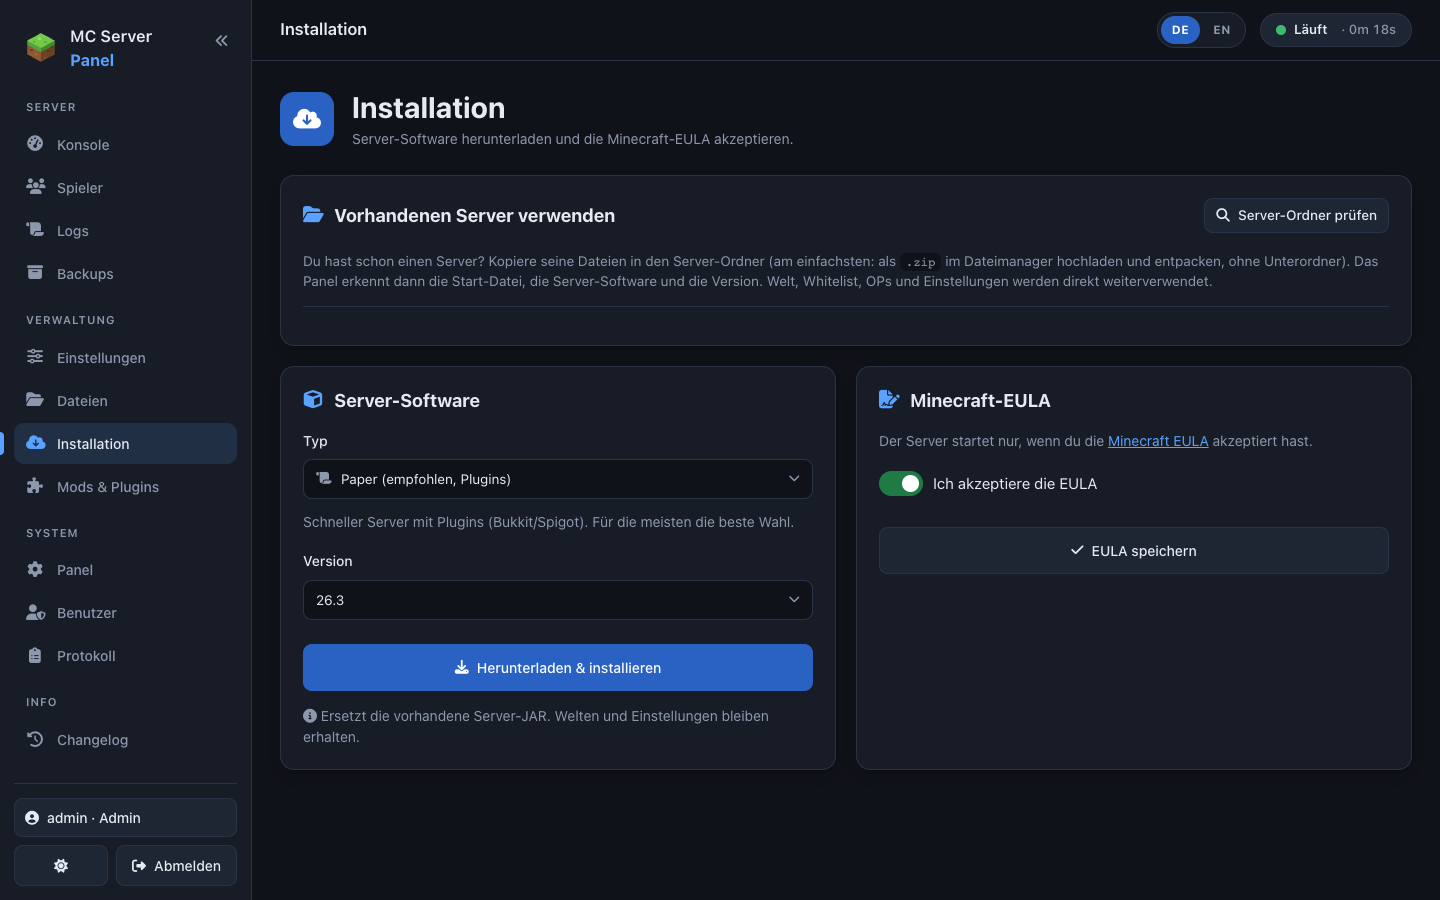 MC Server
Panel
SERVER
Konsole
Spieler
Logs
Backups
VERWALTUNG
Einstellungen
Dateien
Installation
Mods & Plugins
SYSTEM
Panel
Benutzer
Protokoll
INFO
Changelog
admin · Admin
Abmelden
Installation
DE EN
Läuft · 0m 18s
Installation
Server-Software herunterladen und die Minecraft-EULA akzeptieren.
Vorhandenen Server verwenden
Server-Ordner prüfen
Du hast schon einen Server? Kopiere seine Dateien in den Server-Ordner (am einfachsten: als .zip im Dateimanager hochladen und entpacken, ohne Unterordner). Das
Panel erkennt dann die Start-Datei, die Server-Software und die Version. Welt, Whitelist, OPs und Einstellungen werden direkt weiterverwendet.
Server-Software
Typ
Paper (empfohlen, Plugins)
Schneller Server mit Plugins (Bukkit/Spigot). Für die meisten die beste Wahl.
Version
26.3
Herunterladen & installieren
Ersetzt die vorhandene Server-JAR. Welten und Einstellungen bleiben
erhalten.
Minecraft-EULA
Der Server startet nur, wenn du die Minecraft EULA akzeptiert hast.
Ich akzeptiere die EULA
EULA speichern